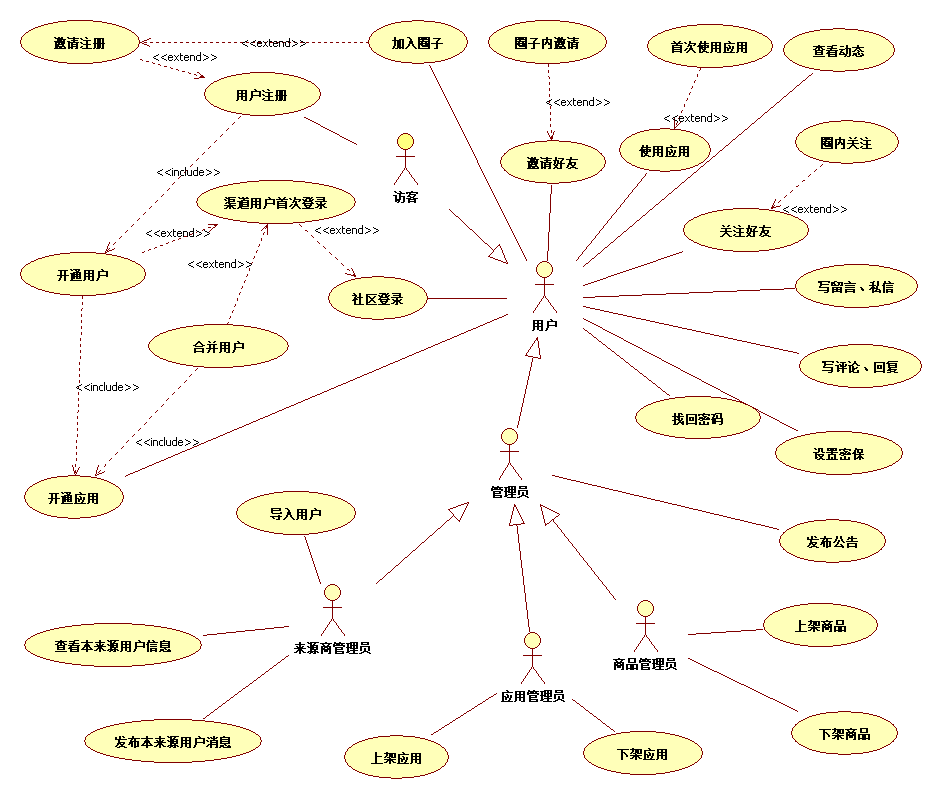 邀请注册
<<extend>>
加入圈子
圈子内邀请
首次使用应用
查看动态
<<extend>>
用户注册
<<extend>>
<<extend>>
访客
邀请好友
使用应用
圈内关注
<<include>>
渠道用户首次登录
<<extend>>
关注好友
<<extend>>
<<extend>>
<<extend>>
开通用户
社区登录
用户
写留言、私信
合并用户
写评论、回复
<<include>>
找回密码
<<include>>
设置密保
开通应用
管理员
导入用户
发布公告
查看本来源用户信息
来源商管理员
上架商品
商品管理员
应用管理员
发布本来源用户消息
下架商品
上架应用
下架应用